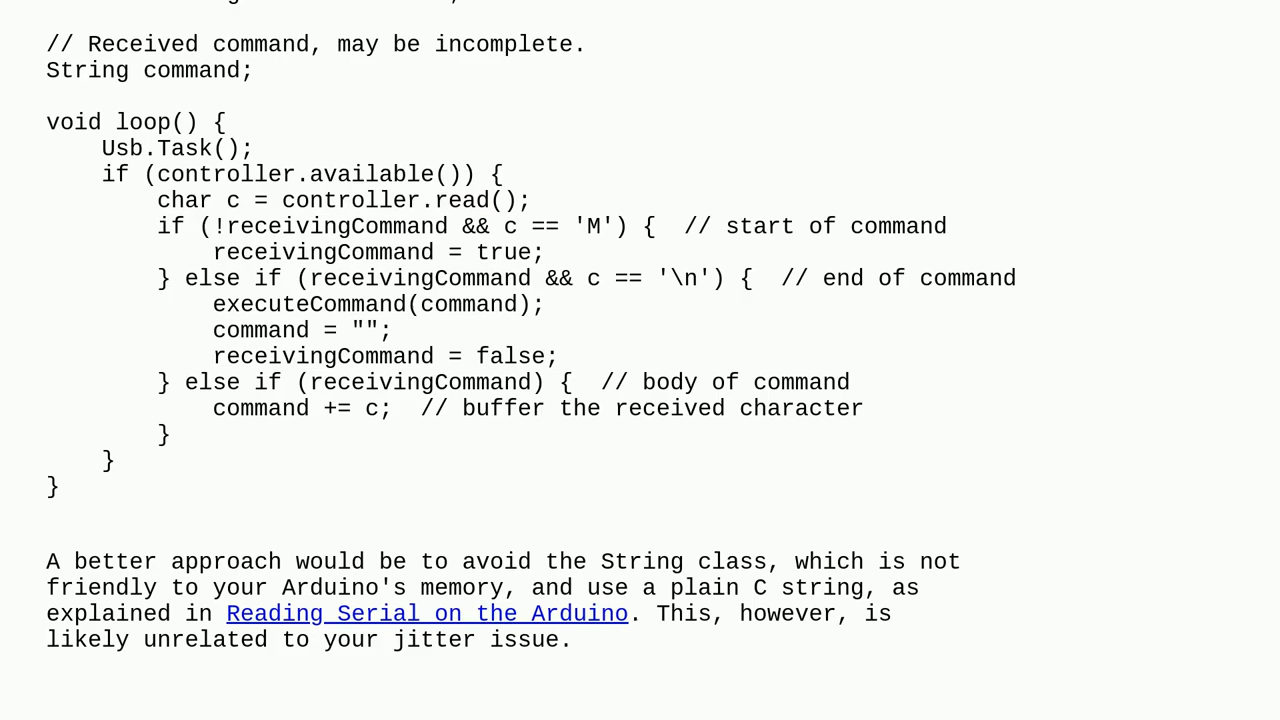 // Received command, may be incomplete.
String command;
void loop() {
    Usb.Task();
    if (controller.available()) {
        char c = controller.read();
        if (!receivingCommand && c == 'M') {  // start of command
            receivingCommand = true;
        } else if (receivingCommand && c == '\n') {  // end of command
            executeCommand(command);
            command = "";
            receivingCommand = false;
        } else if (receivingCommand) {  // body of command
            command += c;  // buffer the received character
        }
    }
}
A better approach would be to avoid the String class, which is not
friendly to your Arduino's memory, and use a plain C string, as
explained in Reading Serial on the Arduino. This, however, is
likely unrelated to your jitter issue.